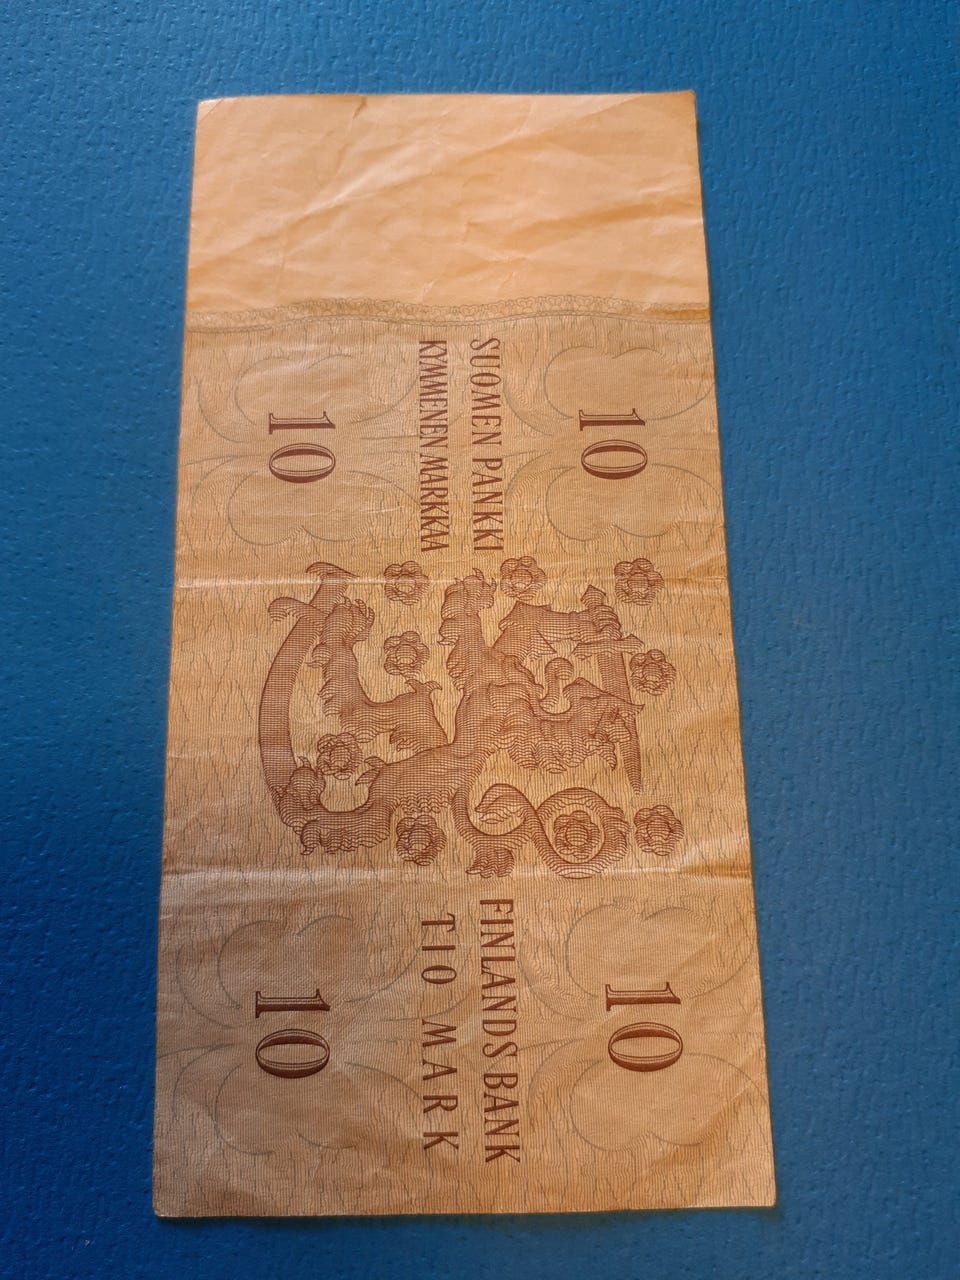 10
10
SUOMEN PANKKI
KYMMENEN MARKKAA
FINLANDS BANK
TIO MARK
10
10